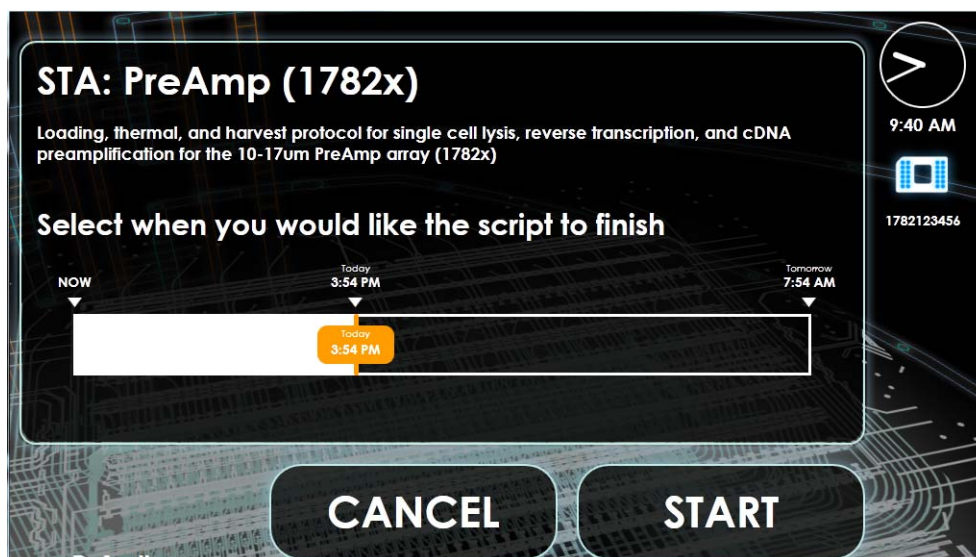 STA: PreAmp (1782x)
Loading, thermal, and harvest protocol for single cell lysis, reverse transcription, and cDNA
preamplification for the 10-17um PreAmp array (1782x)
9:40 AM
1782123456
Select when you would like the script to finish
NOW
Today
3:54 PM
Tomorrow
7:54 AM
Today
3:54 PM
CANCEL
START